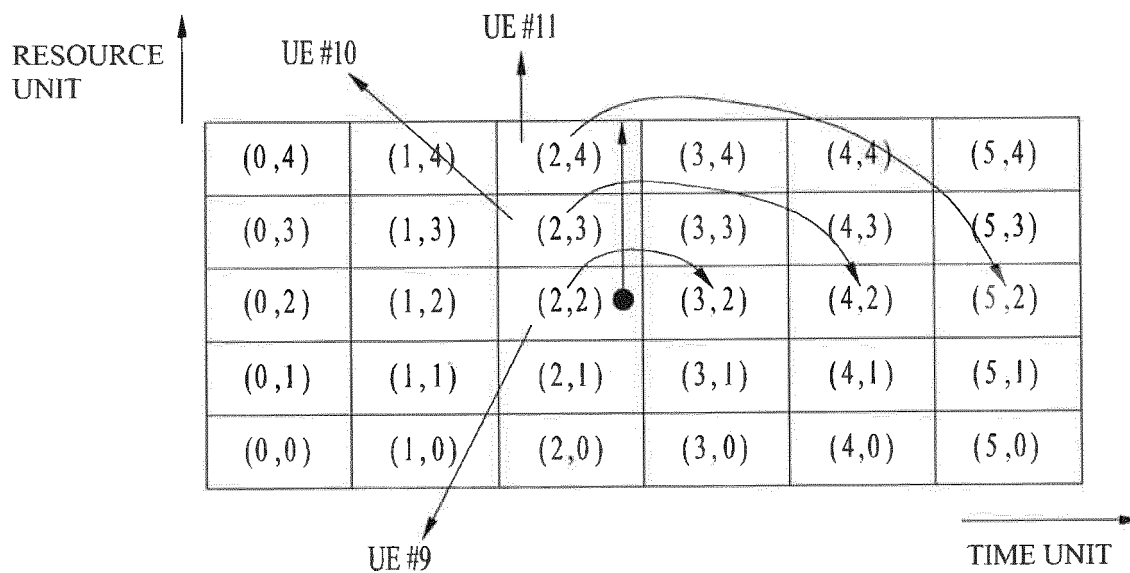 UE #11
RESOURCE
UNIT
UE #10
(0,4) (1,4) (2,4) (3,4) (4,4) (5,4)
(0,3) (1,3) (2,3) (3,3) (4,3) (5,3)
(0,2) (1,2) (2,2) (3,2) (4,2) (5,2)
(0,1) (1,1) (2,1) (3,1) (4,1) (5,1)
(0,0) (1,0) (2,0) (3,0) (4,0) (5,0)
UE #9
TIME UNIT